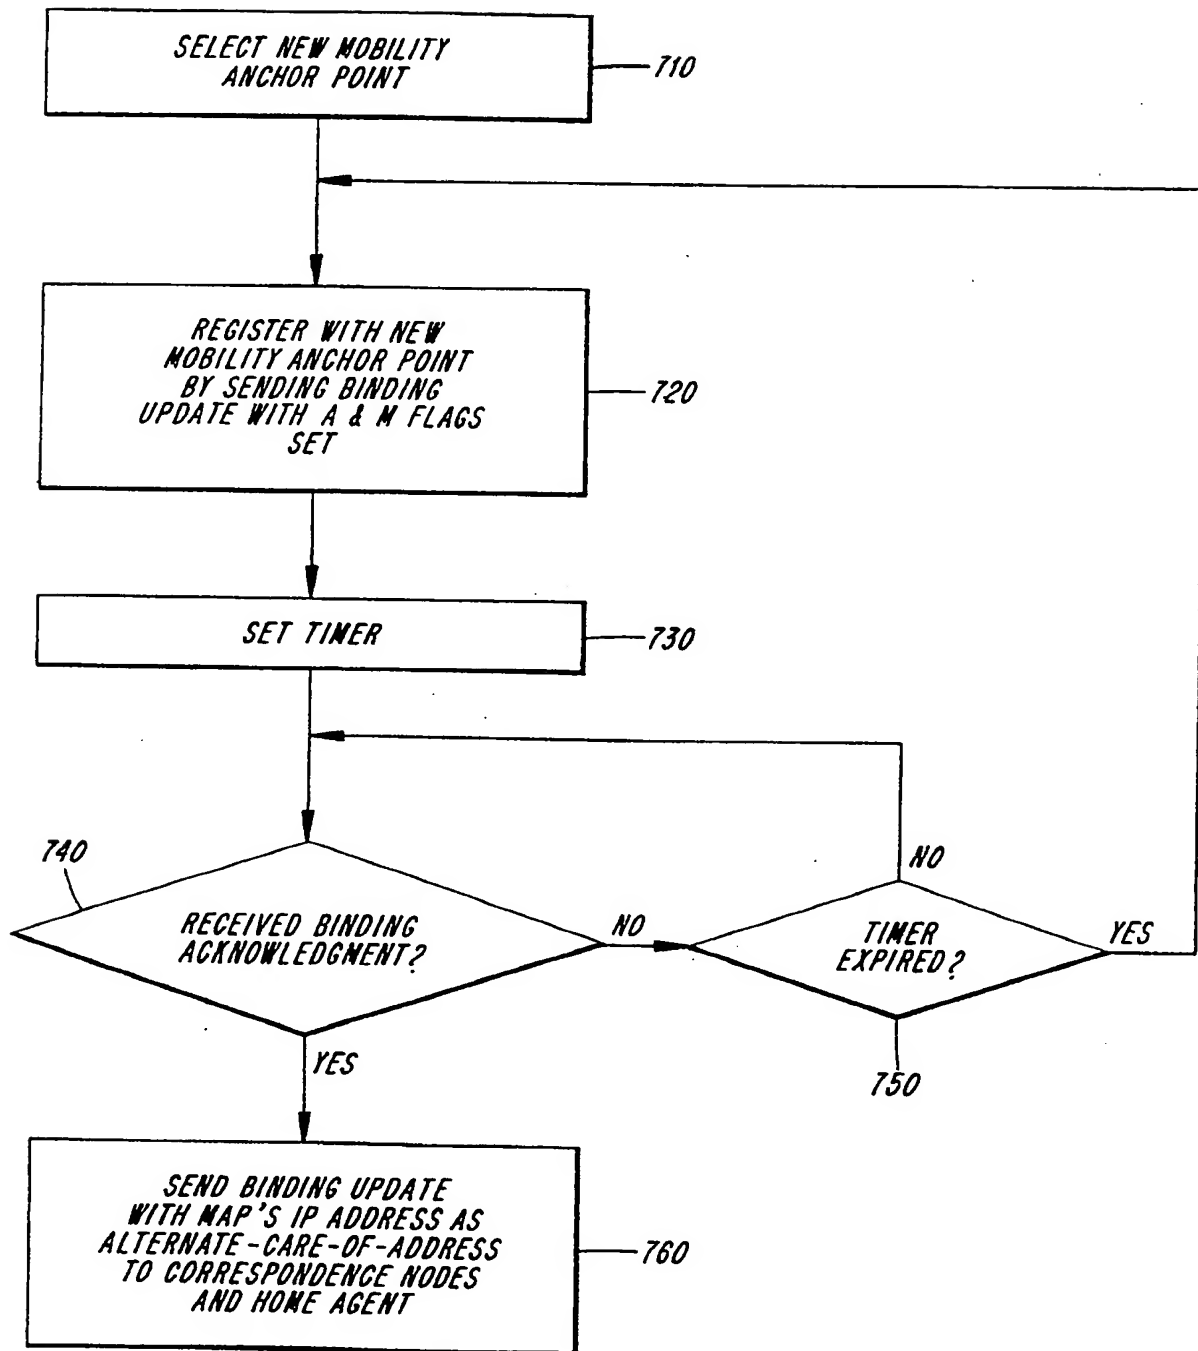 SELECT NEW MOBILITY
ANCHOR POINT
710
REGISTER WITH NEW
MOBILITY ANCHOR POINT
BY SENDING BINDING
UPDATE WITH A & M FLAGS
SET
720
SET TIMER
730
740
RECEIVED BINDING
ACKNOWLEDGMENT?
NO
TIMER
EXPIRED?
NO
YES
750
YES
SEND BINDING UPDATE
WITH MAP'S IP ADDRESS AS
ALTERNATE-CARE-OF-ADDRESS
TO CORRESPONDENCE NODES
AND HOME AGENT
760